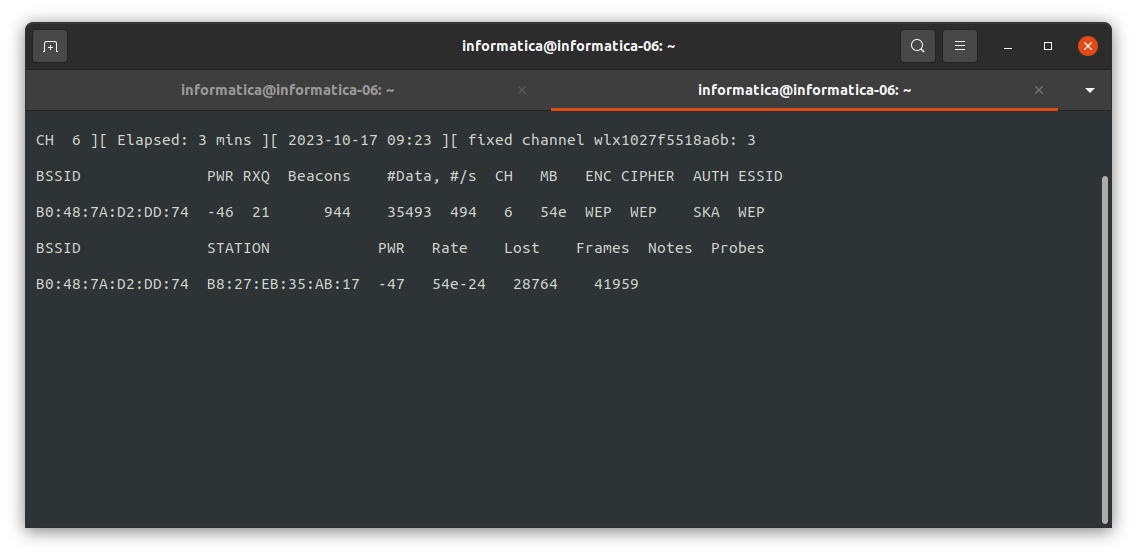 informatica@informatica-06: ~
informatica@informatica-06: ~ informatica@informatica-06: ~
CH  6 ][ Elapsed: 3 mins ][ 2023-10-17 09:23 ][ fixed channel wlx1027f5518a6b: 3
BSSID              PWR RXQ  Beacons    #Data, #/s  CH   MB   ENC CIPHER  AUTH ESSID
B0:48:7A:D2:DD:74  -46  21      944    35493  494   6   54e  WEP  WEP    SKA  WEP
BSSID              STATION            PWR   Rate    Lost    Frames  Notes  Probes
B0:48:7A:D2:DD:74  B8:27:EB:35:AB:17  -47   54e-24   28764    41959